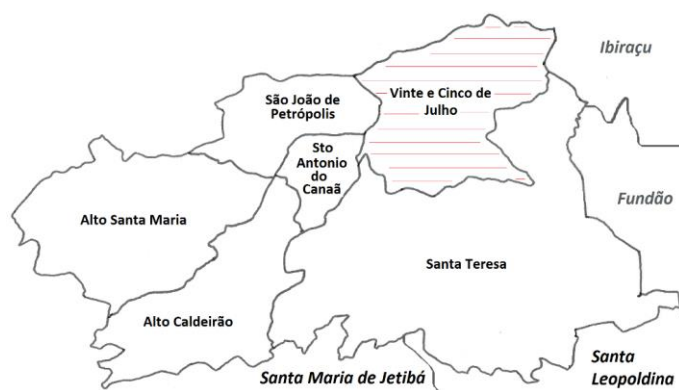 Ibiraçu
Vinte e Cinco de
Julho
São João de
Petrópolis
Sto
Antonio
do
Canaã
Fundão
Alto Santa Maria
Santa Teresa
Alto Caldeirão
Santa Maria de Jetibá
Santa
Leopoldina